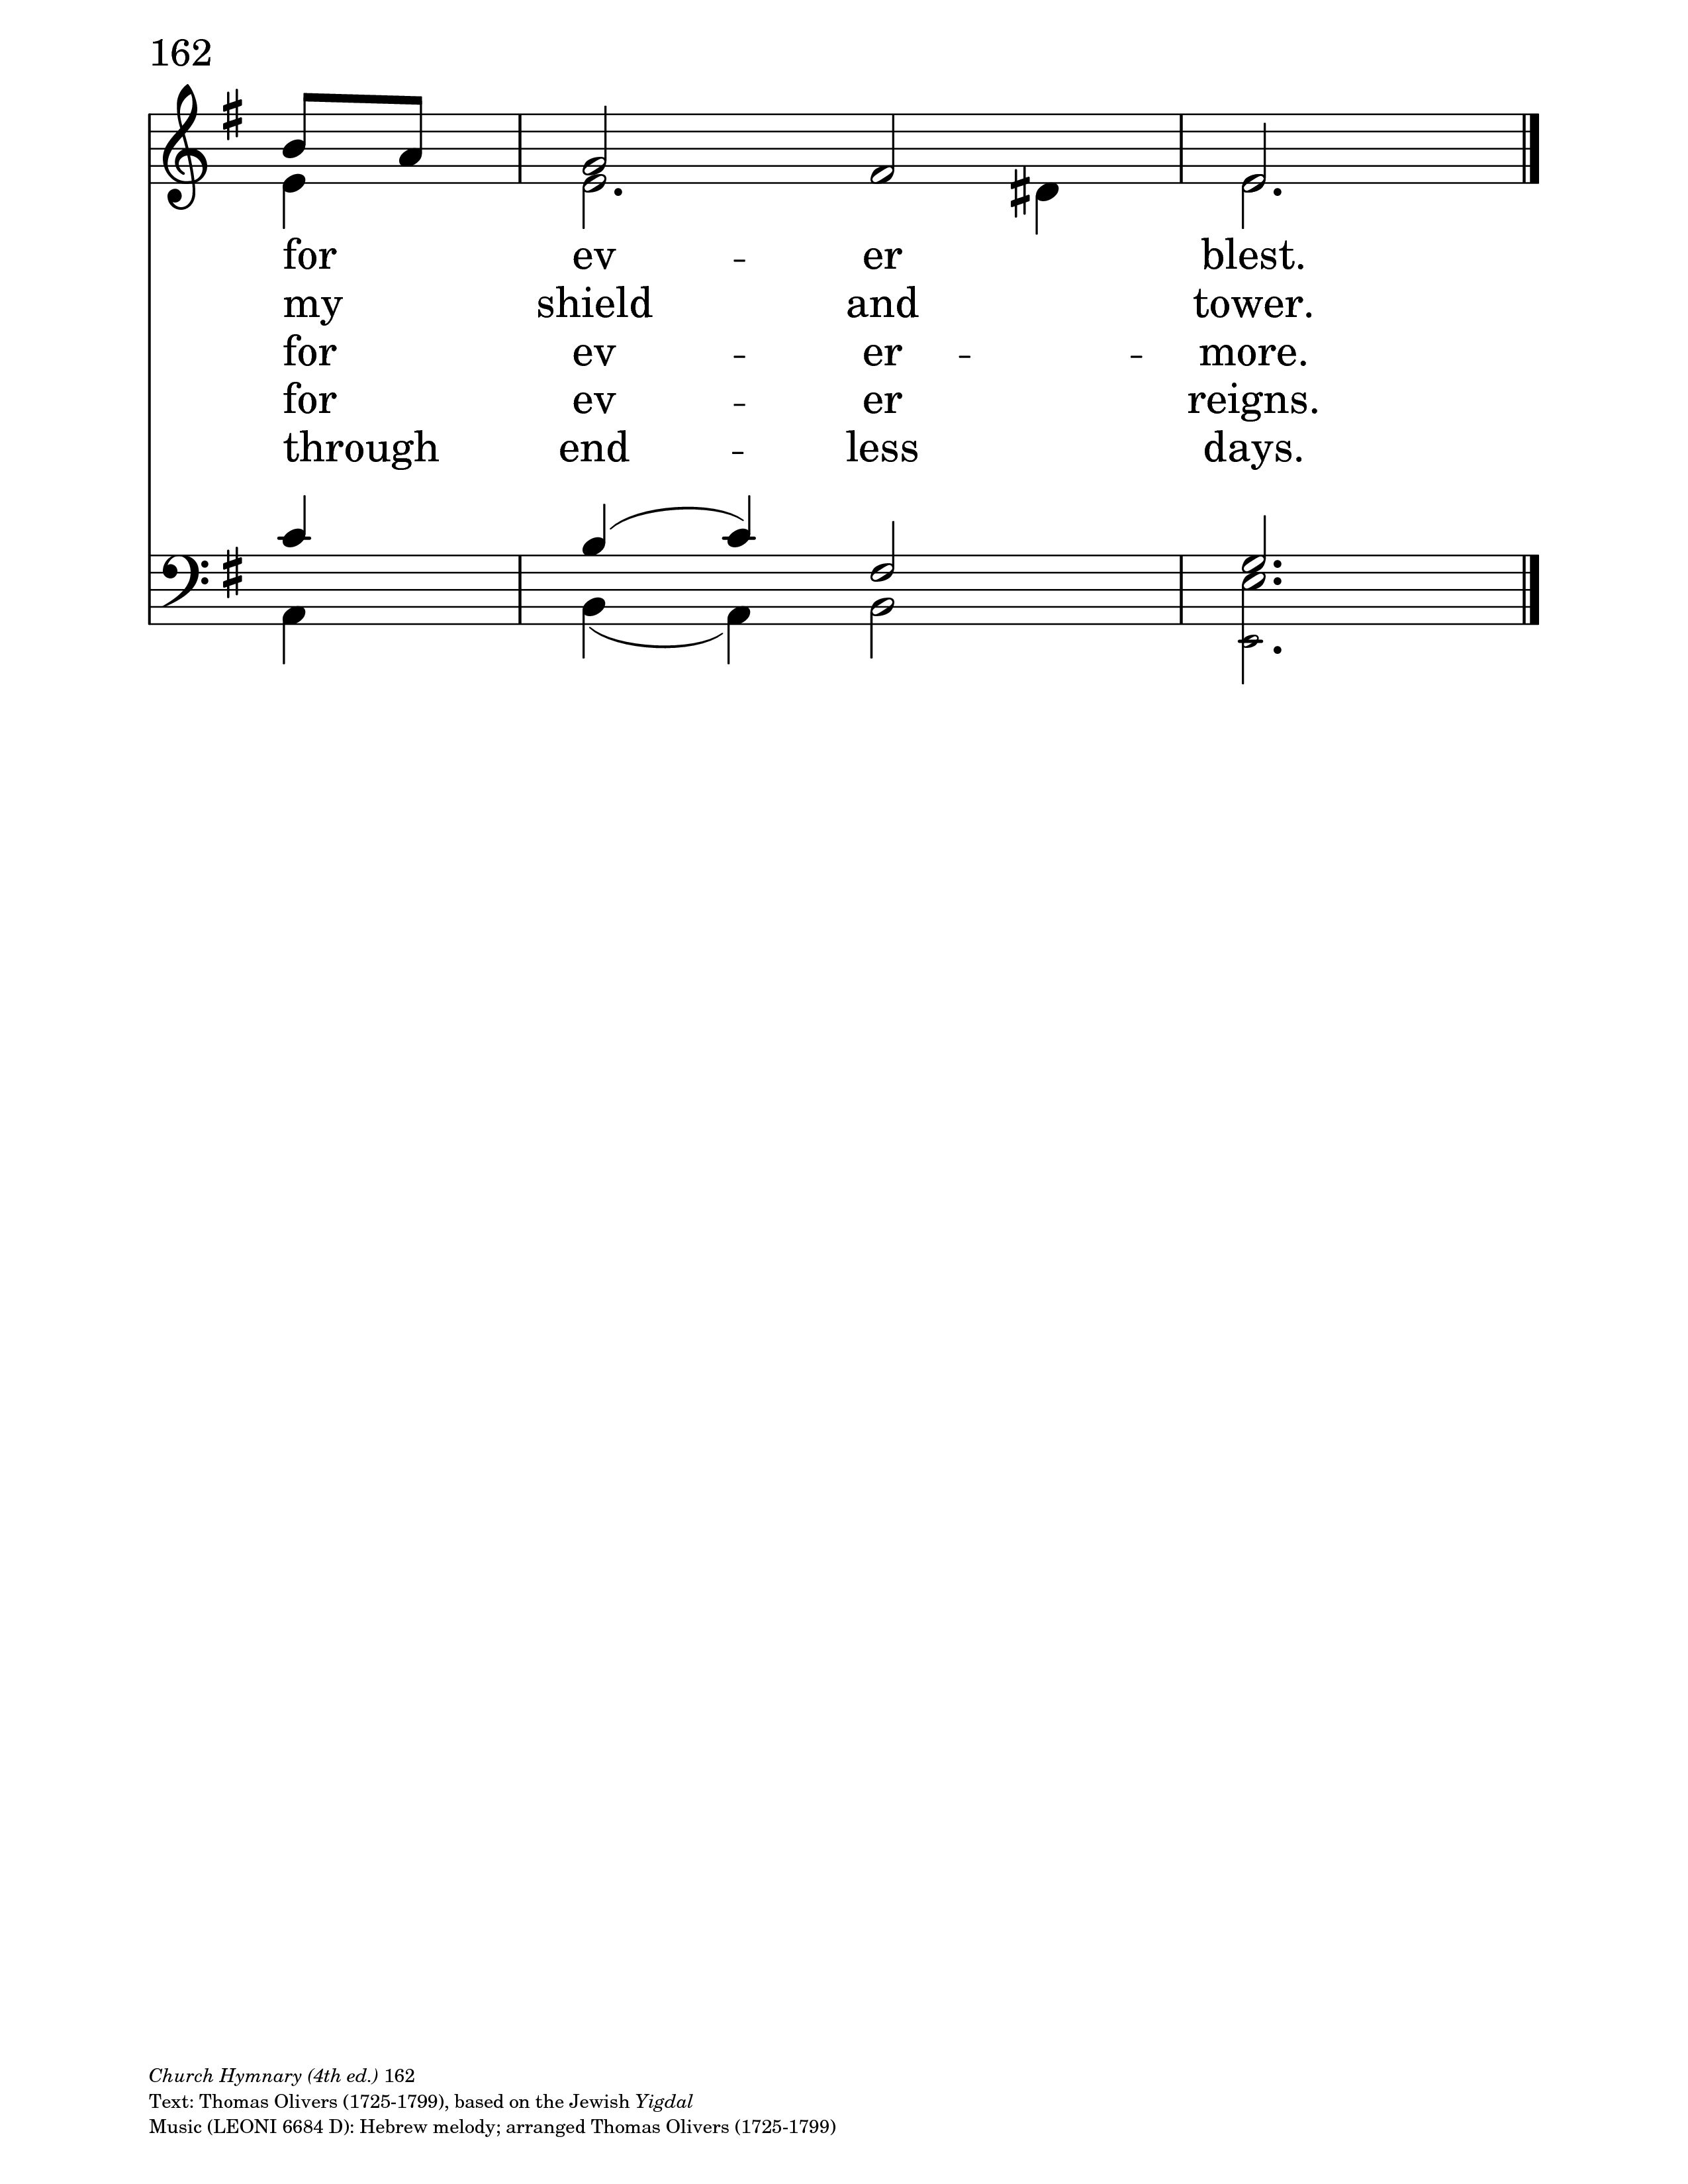 162
for ev - er blest.
my shield and tower.
for ev - er - - more.
for ev - er reigns.
through end - less days.
Church Hymnary (4th ed.) 162
Text: Thomas Olivers (1725-1799), based on the Jewish Yigdal
Music (LEONI 6684 D): Hebrew melody; arranged Thomas Olivers (1725-1799)